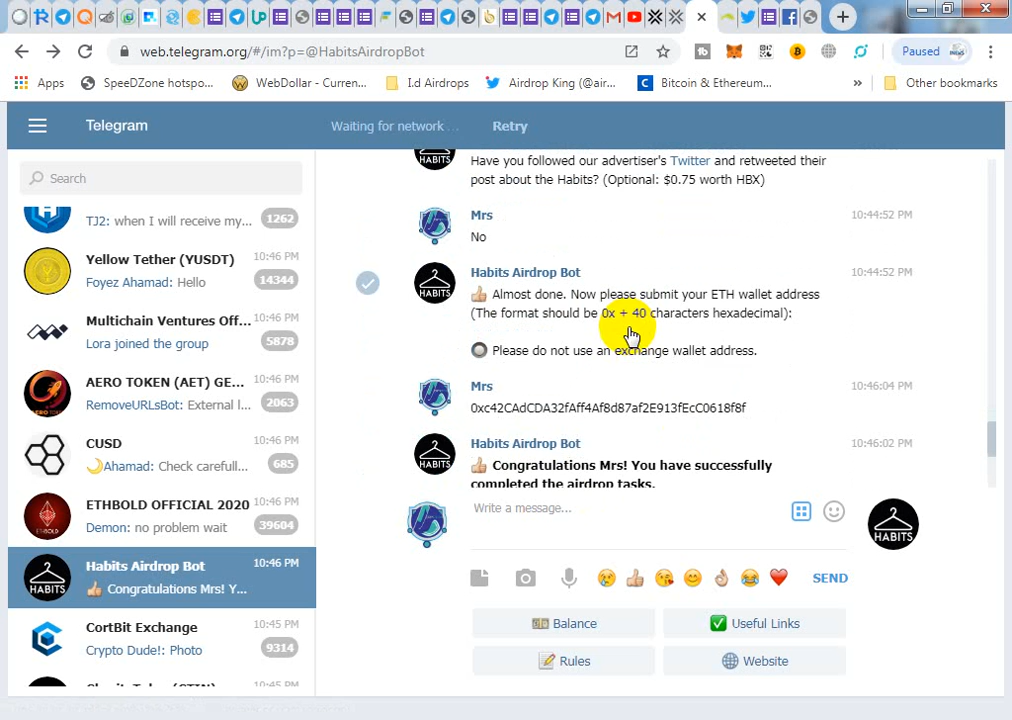 web.telegram.org/#/im?p=@HabitsAirdropBot
Paused
Apps
SpeeDZone hotspo...
WebDollar - Curren...
I.d Airdrops
Airdrop King (@air...
Bitcoin & Ethereum...
»
Other bookmarks
Telegram
Waiting for network ...
Retry
Search
TJ2: when I will receive my...
1262
Yellow Tether (YUSDT)
10:46 PM
Foyez Ahamad: Hello
14344
Multichain Ventures Off...
10:46 PM
Lora joined the group
5878
AERO TOKEN (AET) GE...
10:46 PM
RemoveURLsBot: External l...
2063
CUSD
10:46 PM
🌙Ahamad: Check carefull...
685
ETHBOLD OFFICIAL 2020
10:46 PM
Demon: no problem wait
39604
Habits Airdrop Bot
10:46 PM
👍 Congratulations Mrs! Y...
CortBit Exchange
10:45 PM
Crypto Dude!: Photo
9314
10:45 PM
HABITS
Have you followed our advertiser's Twitter and retweeted their
post about the Habits? (Optional: $0.75 worth HBX)
Mrs
10:44:52 PM
No
HABITS
Habits Airdrop Bot
10:44:52 PM
👍 Almost done. Now please submit your ETH wallet address
(The format should be 0x + 40 characters hexadecimal):
🔘 Please do not use an exchange wallet address.
Mrs
10:46:04 PM
0xc42CAdCDA32fAff4Af8d87af2E913fEcC0618f8f
HABITS
Habits Airdrop Bot
10:46:02 PM
👍 Congratulations Mrs! You have successfully
completed the airdrop tasks.
Write a message...
HABITS
SEND
Balance
Useful Links
Rules
Website